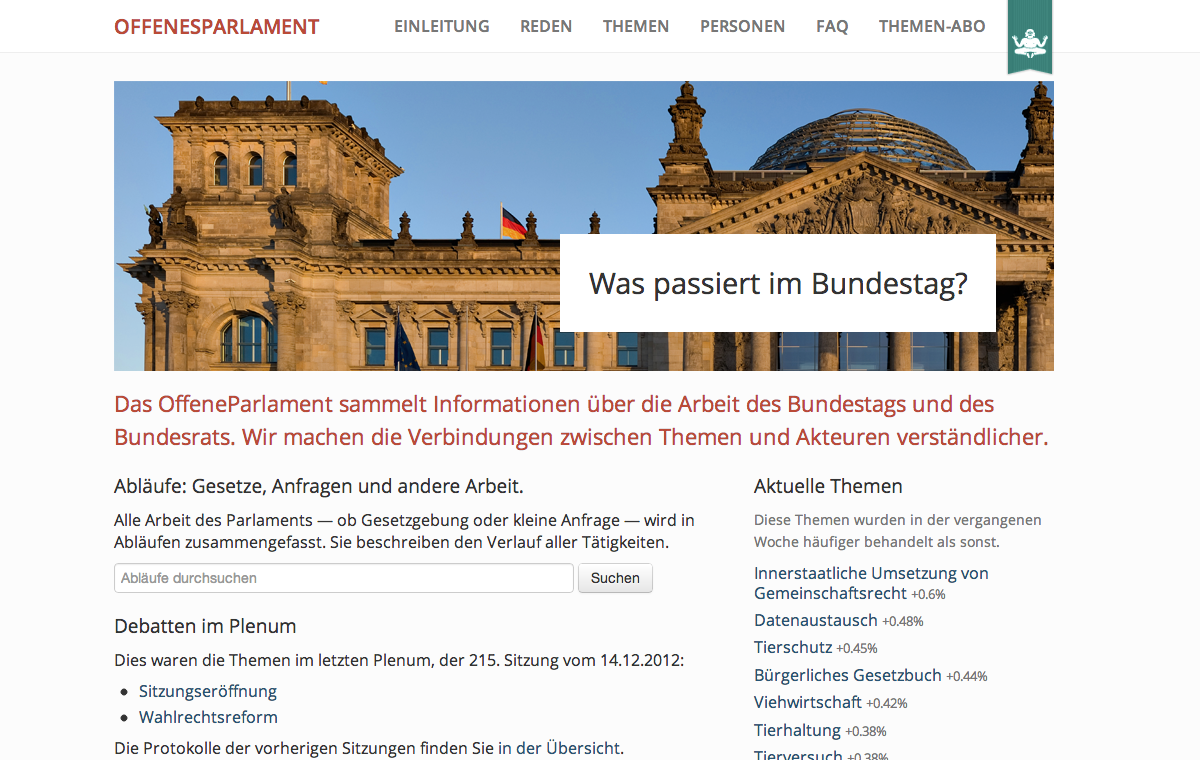 OFFENESPARLAMENT
EINLEITUNG REDEN THEMEN PERSONEN FAQ THEMEN-ABO
Was passiert im Bundestag?
Das OffeneParlament sammelt Informationen über die Arbeit des Bundestags und des
Bundesrats. Wir machen die Verbindungen zwischen Themen und Akteuren verständlicher.
Abläufe: Gesetze, Anfragen und andere Arbeit.
Alle Arbeit des Parlaments — ob Gesetzgebung oder kleine Anfrage — wird in
Abläufen zusammengefasst. Sie beschreiben den Verlauf aller Tätigkeiten.
Abläufe durchsuchen
Suchen
Debatten im Plenum
Dies waren die Themen im letzten Plenum, der 215. Sitzung vom 14.12.2012:
Sitzungseröffnung
Wahlrechtsreform
Die Protokolle der vorherigen Sitzungen finden Sie in der Übersicht.
Aktuelle Themen
Diese Themen wurden in der vergangenen
Woche häufiger behandelt als sonst.
Innerstaatliche Umsetzung von
Gemeinschaftsrecht +0.6%
Datenaustausch +0.48%
Tierschutz +0.45%
Bürgerliches Gesetzbuch +0.44%
Viehwirtschaft +0.42%
Tierhaltung +0.38%
Tierversuch +0.38%